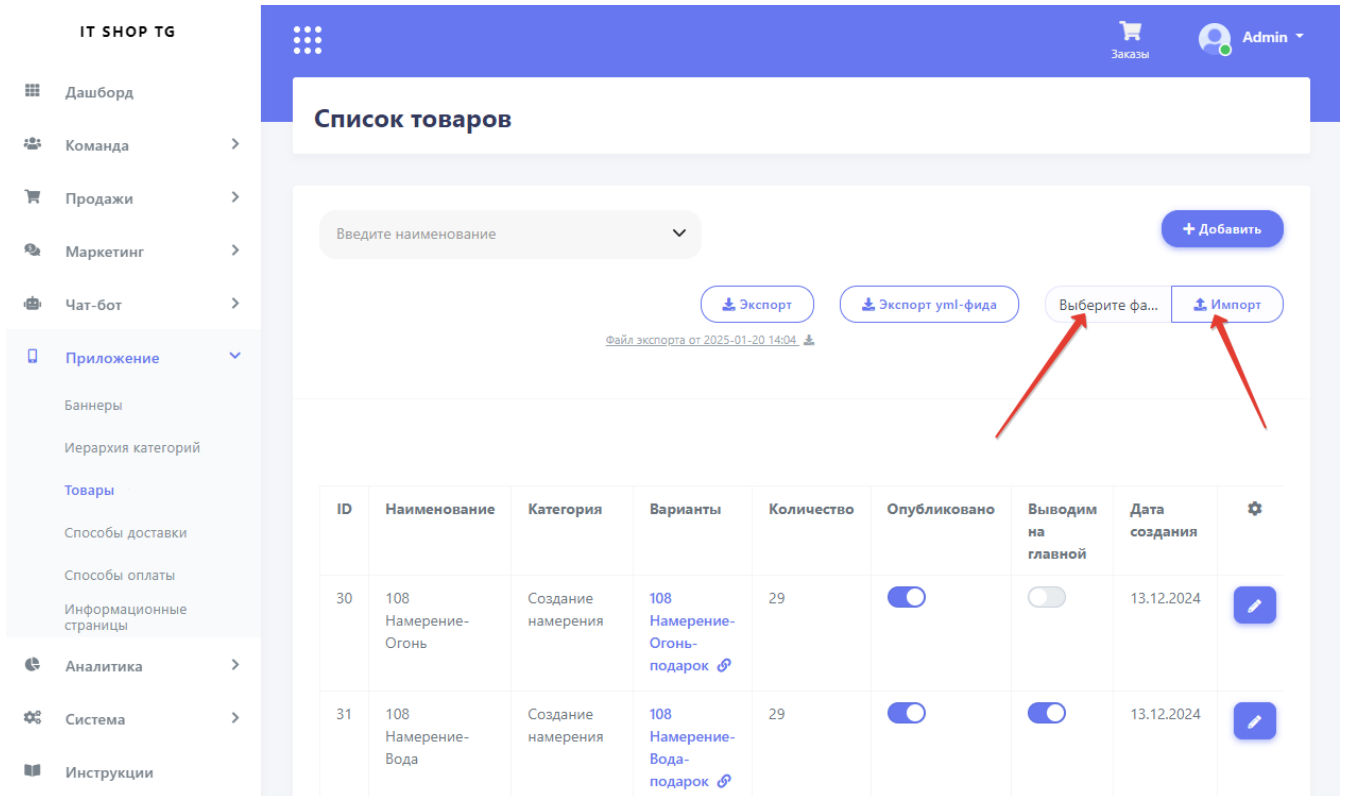 IT SHOP TG
Дашборд
Команда
Продажи
Маркетинг
Чат-бот
Приложение
Баннеры
Иерархия категорий
Товары
Способы доставки
Способы оплаты
Информационные
страницы
Аналитика
Система
Инструкции
Заказы
Admin
Список товаров
Введите наименование
+ Добавить
Экспорт
Экспорт yml-фида
Выберите фа...
Импорт
Файл экспорта от 2025-01-20 14:04
ID Наименование Категория Варианты Количество Опубликовано Выводим на главной Дата создания
30 108 Намерение-Огонь Создание намерения 108 Намерение-Огонь-подарок 29 13.12.2024
31 108 Намерение-Вода Создание намерения 108 Намерение-Вода-подарок 29 13.12.2024